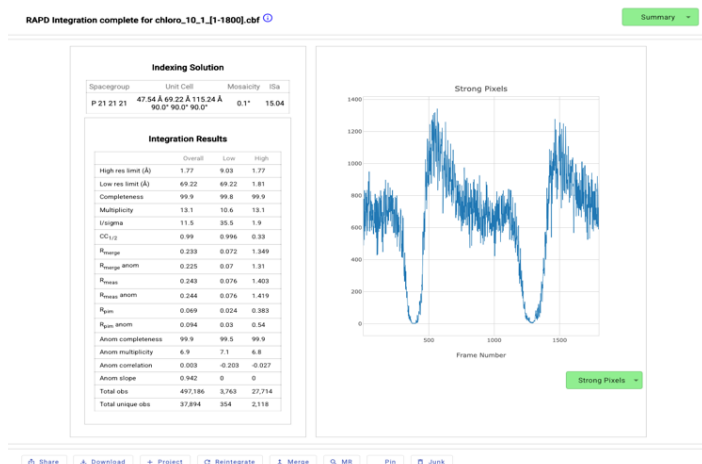 RAPD Integration complete for chloro_10_1_[1-1800].cbf
Summary
Indexing Solution
Spacegroup Unit Cell Mosaicity ISa
P 21 21 21 47.54 Å 69.22 Å 115.24 Å 90.0° 90.0° 90.0° 0.1° 15.04
Integration Results
Overall Low High
High res limit (Å) 1.77 9.03 1.77
Low res limit (Å) 69.22 69.22 1.81
Completeness 99.9 99.8 99.9
Multiplicity 13.1 10.6 13.1
I/sigma 11.5 35.5 1.9
CC1/2 0.99 0.996 0.33
Rmerge 0.233 0.072 1.349
Rmerge anom 0.225 0.07 1.31
Rmeas 0.243 0.076 1.403
Rmeas anom 0.244 0.076 1.419
Rpim 0.069 0.024 0.383
Rpim anom 0.094 0.03 0.54
Anom completeness 99.9 99.5 99.9
Anom multiplicity 6.9 7.1 6.8
Anom correlation 0.003 -0.203 -0.027
Anom slope 0.942 0 0
Total obs 497,186 3,763 27,714
Total unique obs 37,894 354 2,118
Strong Pixels
1400
1200
1000
800
600
400
200
0
500 1000 1500
Frame Number
Strong Pixels
Share Download + Project Reintegrate Merge MR Pin Junk